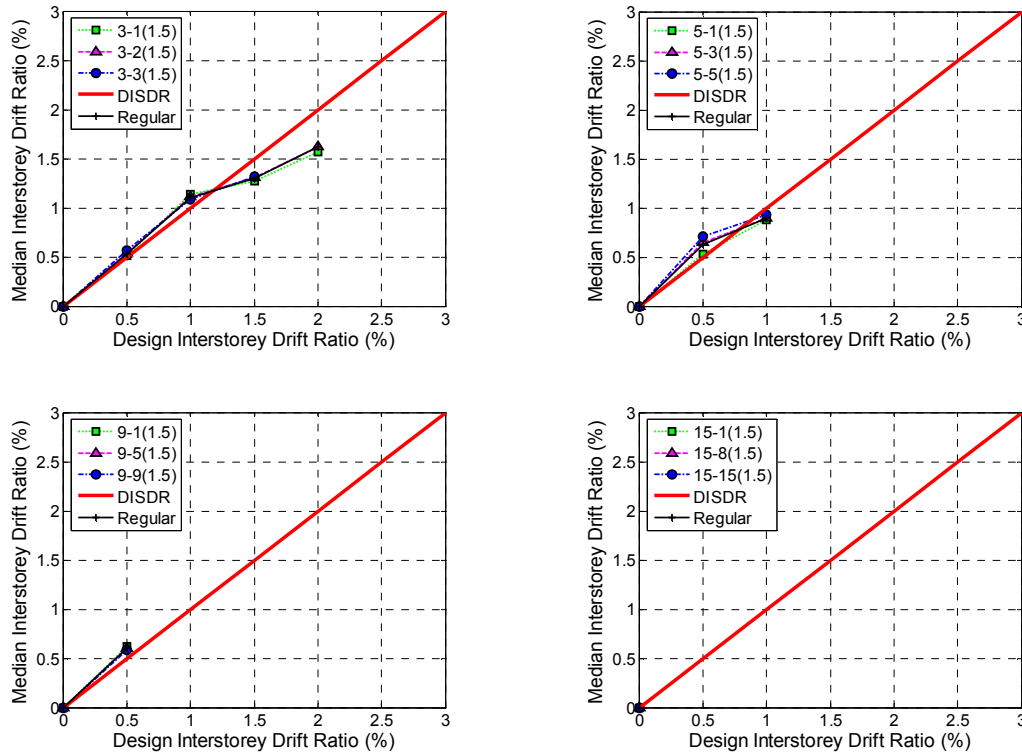 Median Interstorey Drift Ratio (%)
3
2.5
2
1.5
1
0.5
0
3-1(1.5)
3-2(1.5)
3-3(1.5)
DISDR
Regular
0 0.5 1 1.5 2 2.5 3
Design Interstorey Drift Ratio (%)
Median Interstorey Drift Ratio (%)
3
2.5
2
1.5
1
0.5
0
5-1(1.5)
5-3(1.5)
5-5(1.5)
DISDR
Regular
0 0.5 1 1.5 2 2.5 3
Design Interstorey Drift Ratio (%)
Median Interstorey Drift Ratio (%)
3
2.5
2
1.5
1
0.5
0
9-1(1.5)
9-5(1.5)
9-9(1.5)
DISDR
Regular
0 0.5 1 1.5 2 2.5 3
Design Interstorey Drift Ratio (%)
Median Interstorey Drift Ratio (%)
3
2.5
2
1.5
1
0.5
0
15-1(1.5)
15-8(1.5)
15-15(1.5)
DISDR
Regular
0 0.5 1 1.5 2 2.5 3
Design Interstorey Drift Ratio (%)